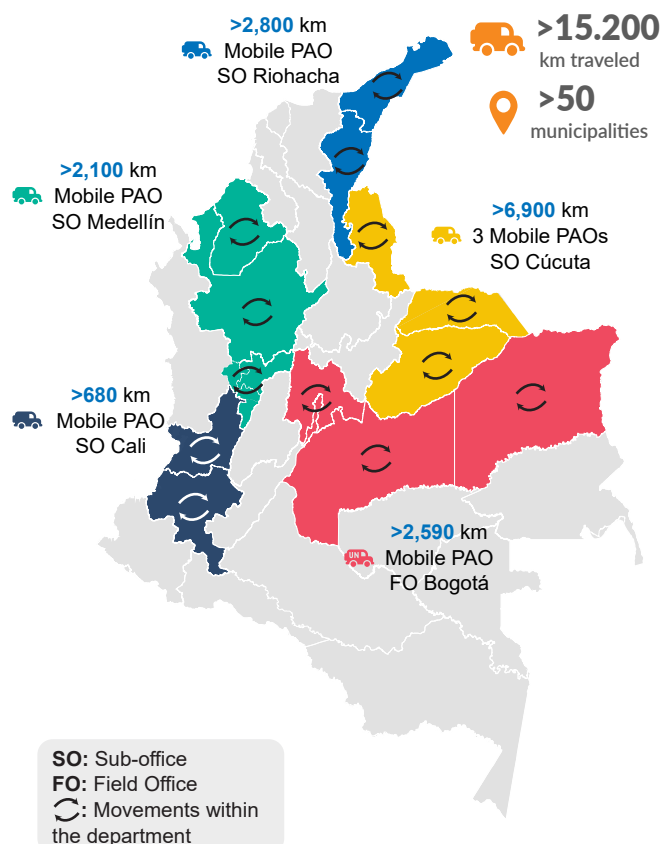 >2,800 km
Mobile PAO
SO Riohacha
>15.200
km traveled
>50
municipalities
>2,100 km
Mobile PAO
SO Medellín
>6,900 km
3 Mobile PAOs
SO Cúcuta
>680 km
Mobile PAO
SO Cali
>2,590 km
UN
Mobile PAO
FO Bogotá
SO: Sub-office
FO: Field Office
: Movements within
the department